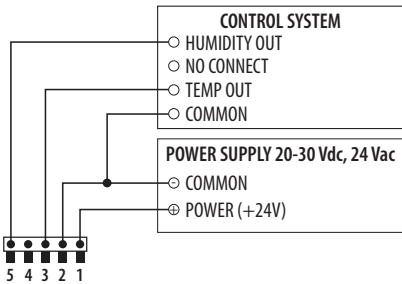 CONTROL SYSTEM
HUMIDITY OUT
NO CONNECT
TEMP OUT
COMMON
POWER SUPPLY 20-30 Vdc, 24 Vac
COMMON
POWER (+24V)
5 4 3 2 1